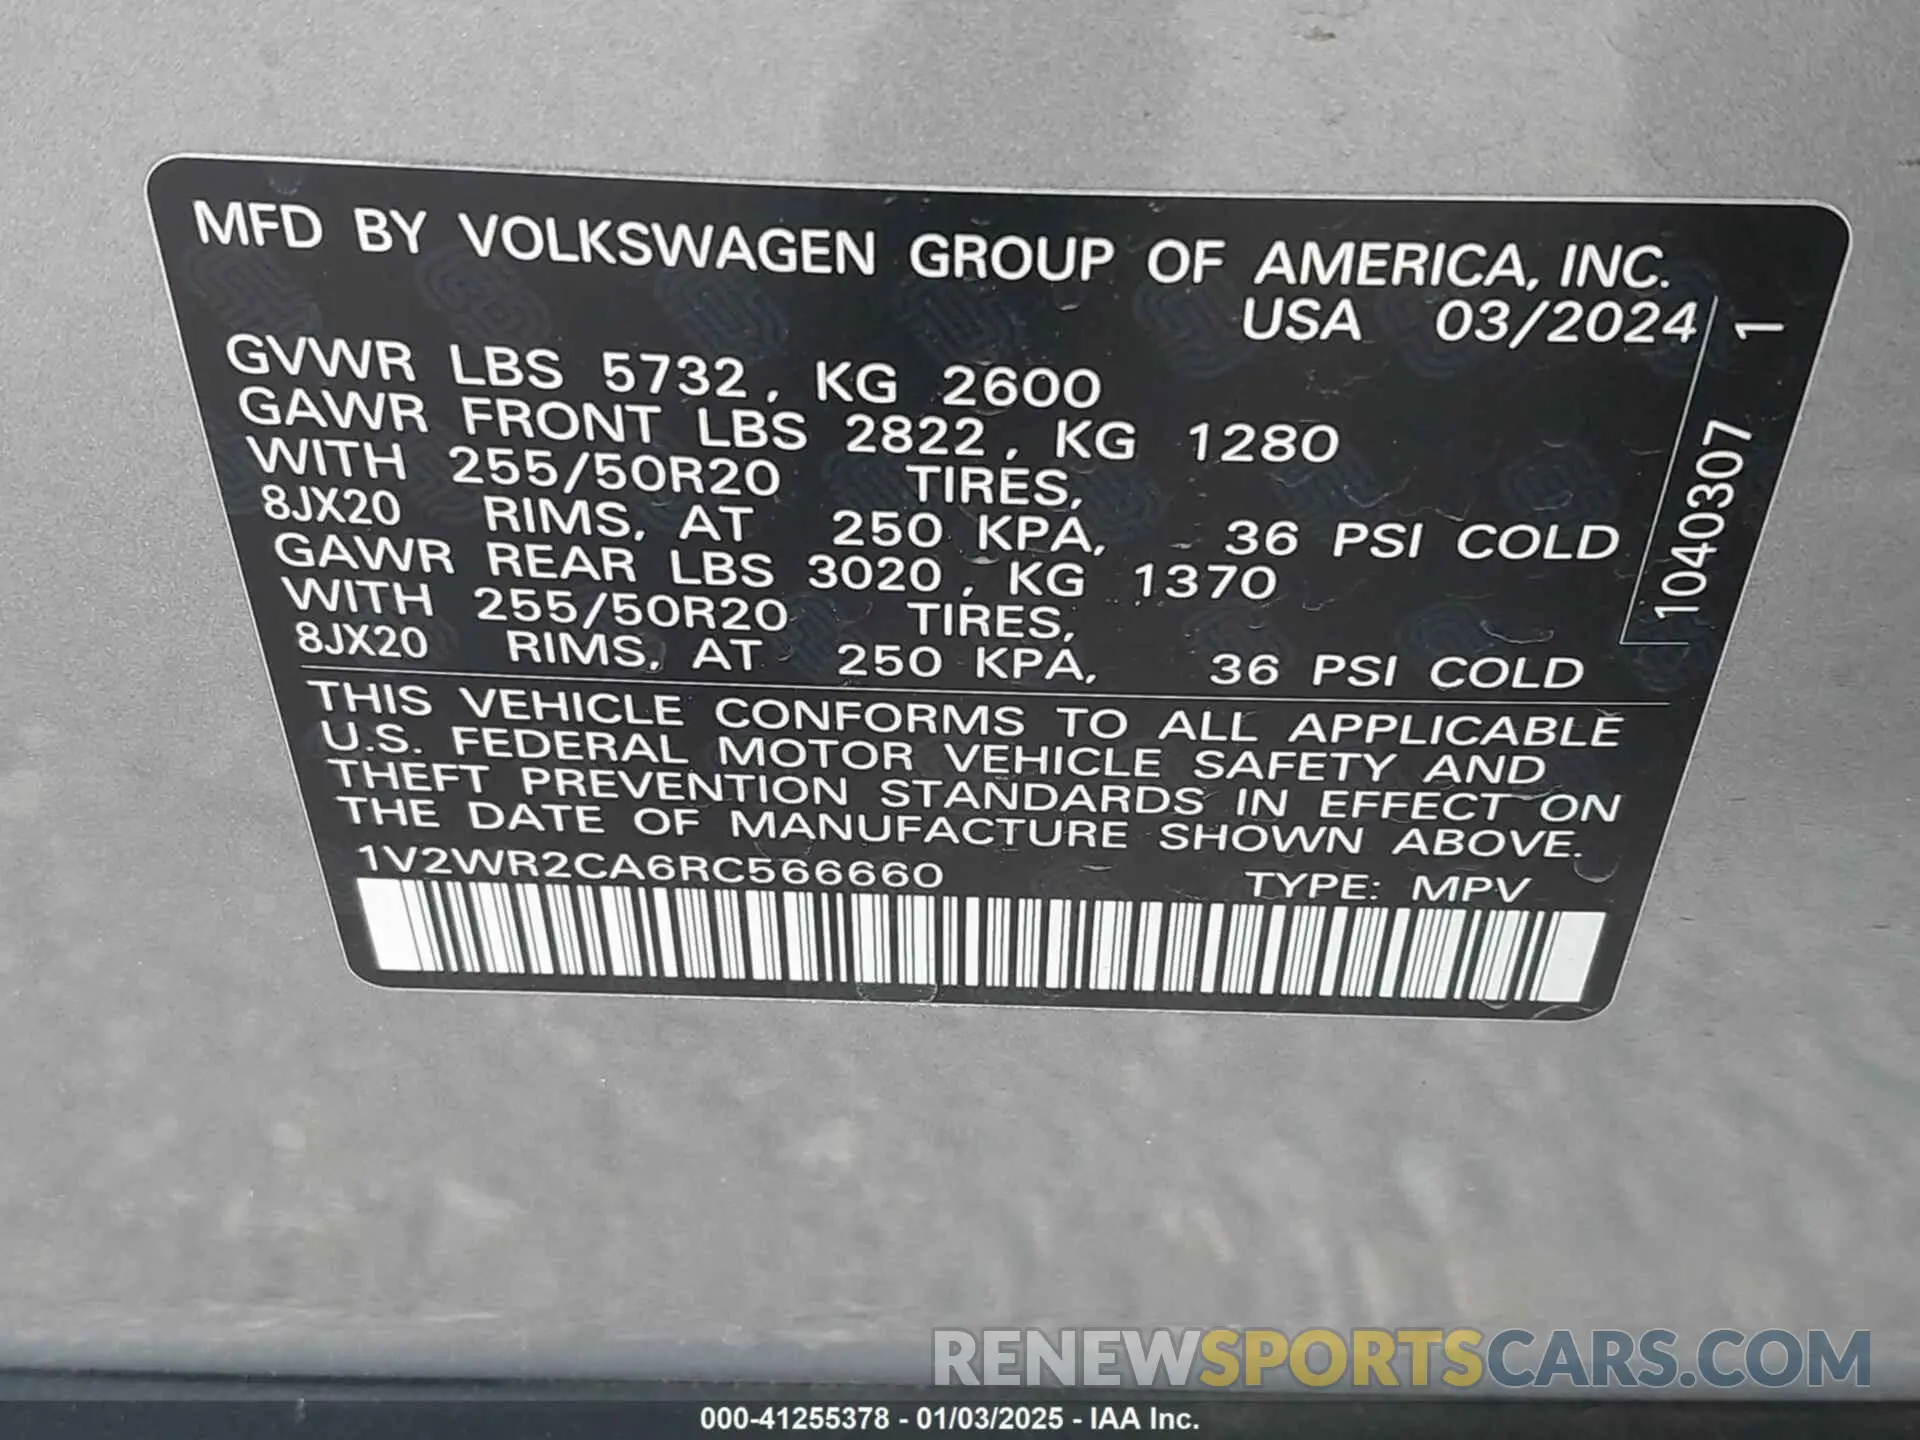 MFD BY VOLKSWAGEN GROUP OF AMERICA, INC.
USA 03/2024
GVWR LBS 5732, KG 2600
GAWR FRONT LBS 2822, KG 1280
WITH 255/50R20 TIRES,
8JX20 RIMS, AT 250 KPA, 36 PSI COLD
GAWR REAR LBS 3020, KG 1370
WITH 255/50R20 TIRES,
8JX20 RIMS, AT 250 KPA, 36 PSI COLD
1040307 1
THIS VEHICLE CONFORMS TO ALL APPLICABLE
U.S. FEDERAL MOTOR VEHICLE SAFETY AND
THEFT PREVENTION STANDARDS IN EFFECT ON
THE DATE OF MANUFACTURE SHOWN ABOVE.
1V2WR2CA6RC566660 TYPE: MPV
RENEWSPORTSCARS.COM
000-41255378 - 01/03/2025 - IAA Inc.